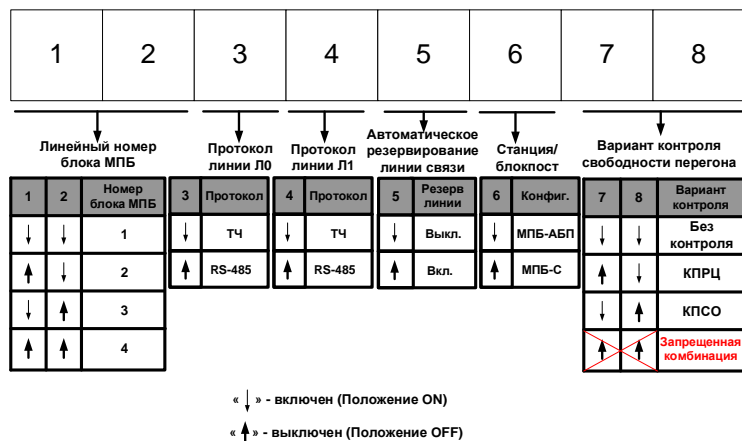 1 2 3 4 5 6 7 8
Линейный номер
блока МПБ
Протокол
линии Л0
Протокол
линии Л1
Автоматическое
резервирование
линии связи
Станция/
блокпост
Вариант контроля
свободности перегона
1 2 Номер
блока МПБ
↓ ↓ 1
↑ ↓ 2
↓ ↑ 3
↑ ↑ 4
3 Протокол
↓ ТЧ
↑ RS-485
4 Протокол
↓ ТЧ
↑ RS-485
5 Резерв
линии
↓ Выкл.
↑ Вкл.
6 Конфиг.
↓ МПБ-АБП
↑ МПБ-С
7 8 Вариант
контроля
↓ ↓ Без
контроля
↑ ↓ КПРЦ
↓ ↑ КПСО
↑ ↑ Запрещенная
комбинация
« ↓ » - включен (Положение ON)
« ↑ » - выключен (Положение OFF)